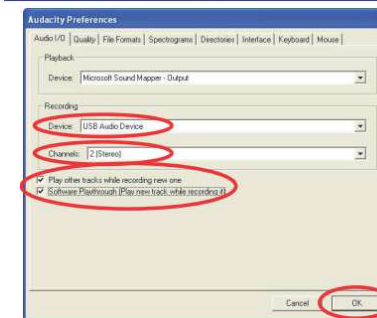 Audacity Preferences
Audio I/O Quality File Formats Spectrograms Directories Interface Keyboard Mouse
Playback
Device: Microsoft Sound Mapper - Output
Recording
Device: USB Audio Device
Channels: 2 (Stereo)
Play other tracks while recording new one
Software Playthrough (Play new track while recording it)
Cancel OK